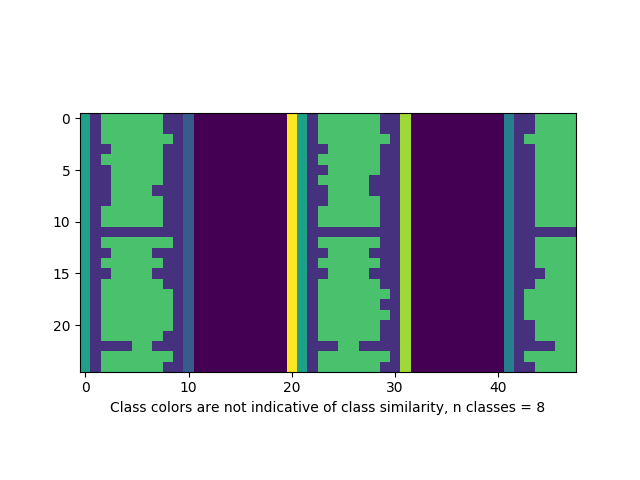 0
5
10
15
20
0 10 20 30 40
Class colors are not indicative of class similarity, n classes = 8